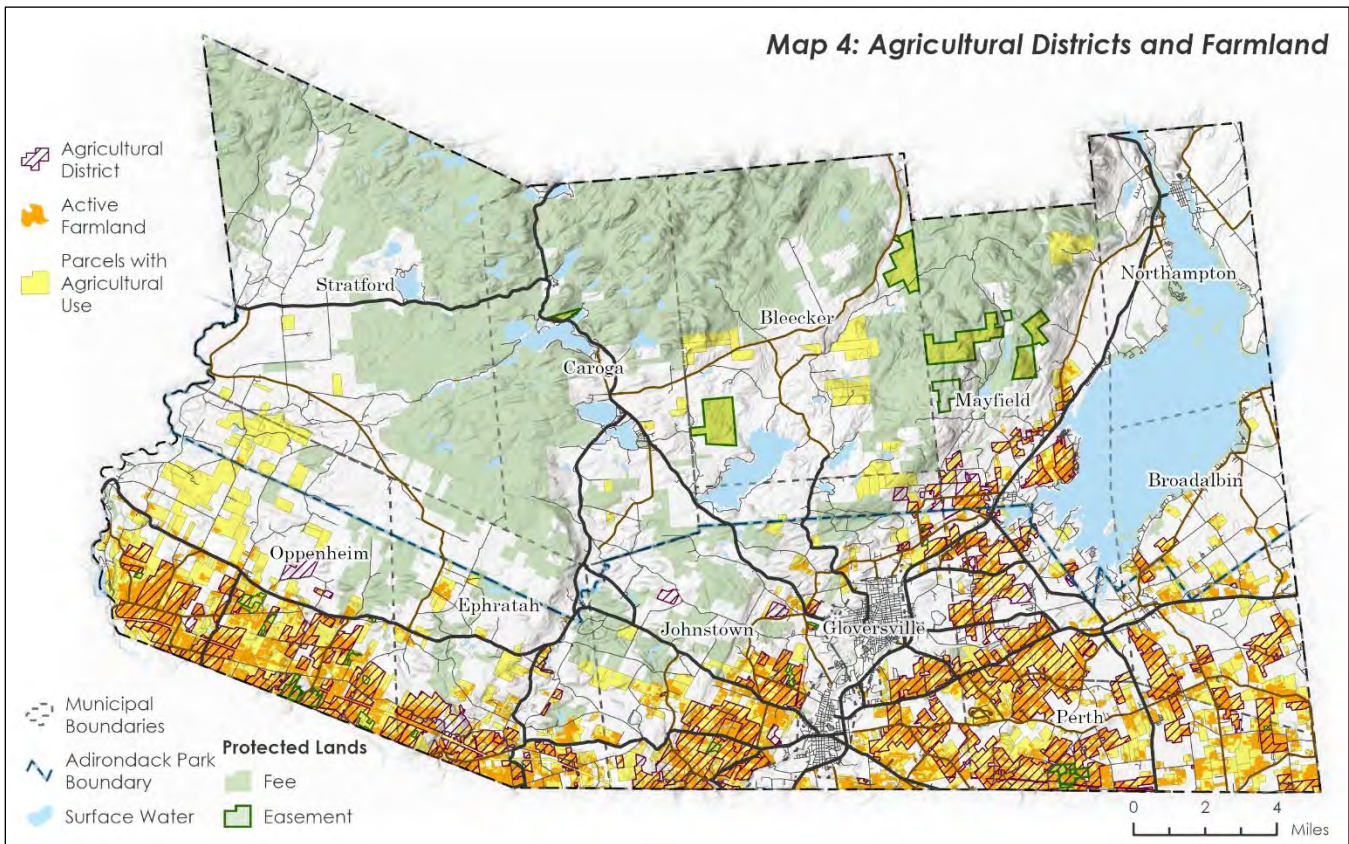 Map 4: Agricultural Districts and Farmland
Agricultural
District
Active
Farmland
Parcels with
Agricultural
Use
Stratford
Northampton
Bleecker
Caroga
Mayfield
Broadalbin
Oppenheim
Ephratah
Johnstown
Gloversville
Perth
Municipal
Boundaries
Adirondack Park
Boundary
Surface Water
Protected Lands
Fee
Easement
0 2 4
Miles